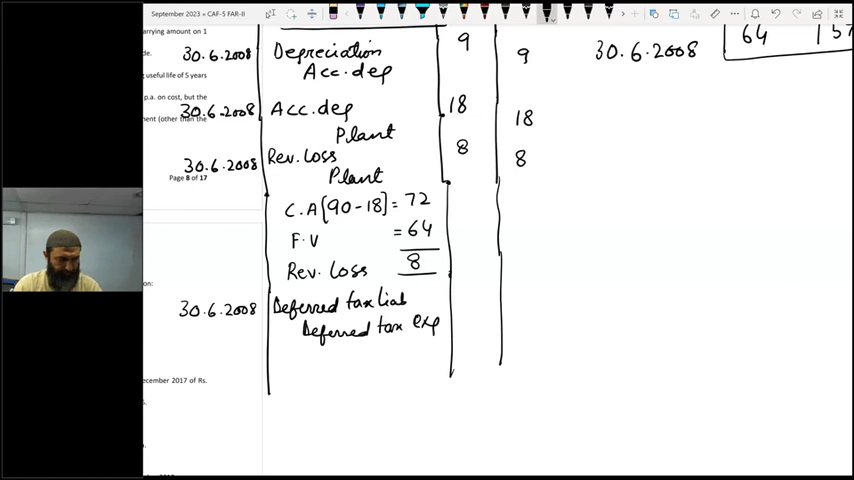 September 2023 » CAF-5 FAR-II
arrying amount on 1
de.
useful life of 5 years
p.a. on cost, but the
ment (other than the
Page 8 of 17
on:
ecember 2017 of Rs.
64 | 157
30.6.2008 Depreciation 9
Acc.dep 9
30.6.2008
30.6.2008 Acc.dep 18
Plant 18
30.6.2008 Rev.Loss 8
Plant 8
C.A[90-18] = 72
F.V = 64
Rev. Loss 8
30.6.2008 Deferred tax Liab
Deferred tax exp